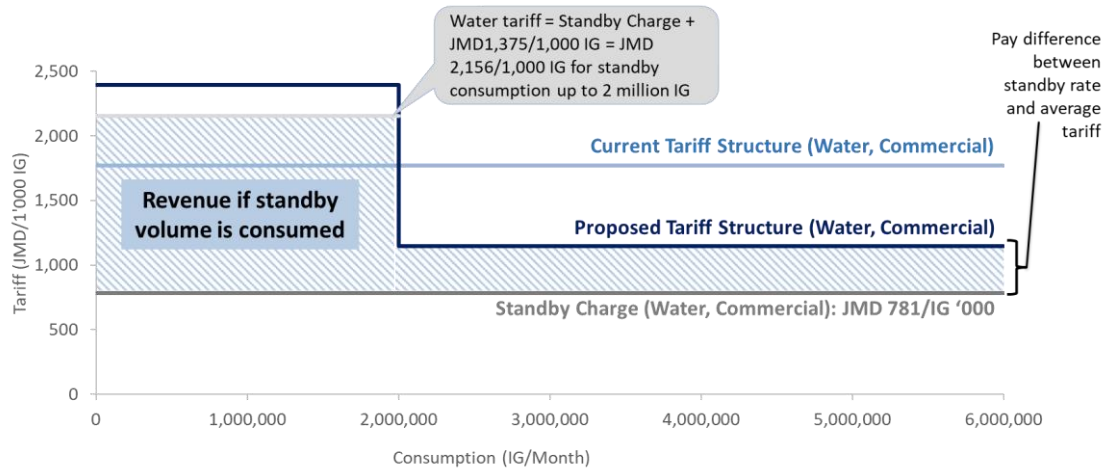 Water tariff = Standby Charge +
JMD1,375/1,000 IG = JMD
2,156/1,000 IG for standby
consumption up to 2 million IG
Pay difference
between
standby rate
and average
tariff
Tariff (JMD/1'000 IG)
2,500
2,000
1,500
1,000
500
0
Current Tariff Structure (Water, Commercial)
Revenue if standby
volume is consumed
Proposed Tariff Structure (Water, Commercial)
Standby Charge (Water, Commercial): JMD 781/IG ‘000
0
1,000,000
2,000,000
3,000,000
4,000,000
5,000,000
6,000,000
Consumption (IG/Month)